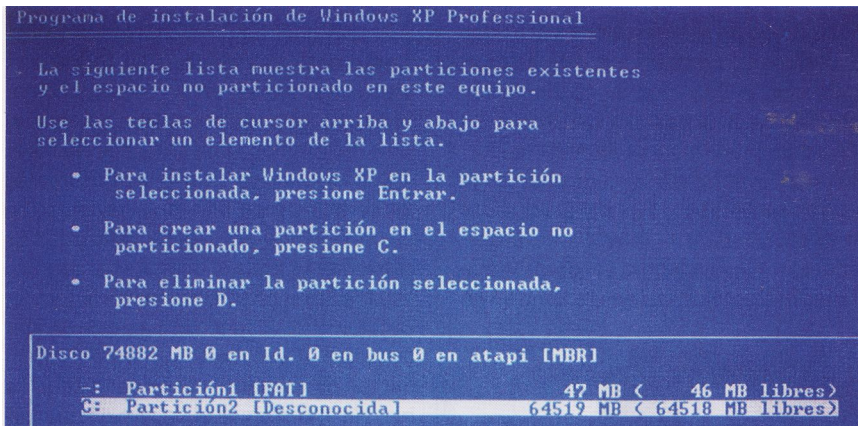 Programa de instalación de Windows XP Professional
La siguiente lista muestra las particiones existentes
y el espacio no particionado en este equipo.
Use las teclas de cursor arriba y abajo para
seleccionar un elemento de la lista.
• Para instalar Windows XP en la partición
seleccionada, presione Entrar.
• Para crear una partición en el espacio no
particionado, presione C.
• Para eliminar la partición seleccionada,
presione D.
Disco 74882 MB 0 en Id. 0 en bus 0 en atapi [MBR]
-: Partición1 [FAT] 47 MB ( 46 MB libres)
C: Partición2 [Desconocida] 64519 MB ( 64518 MB libres)